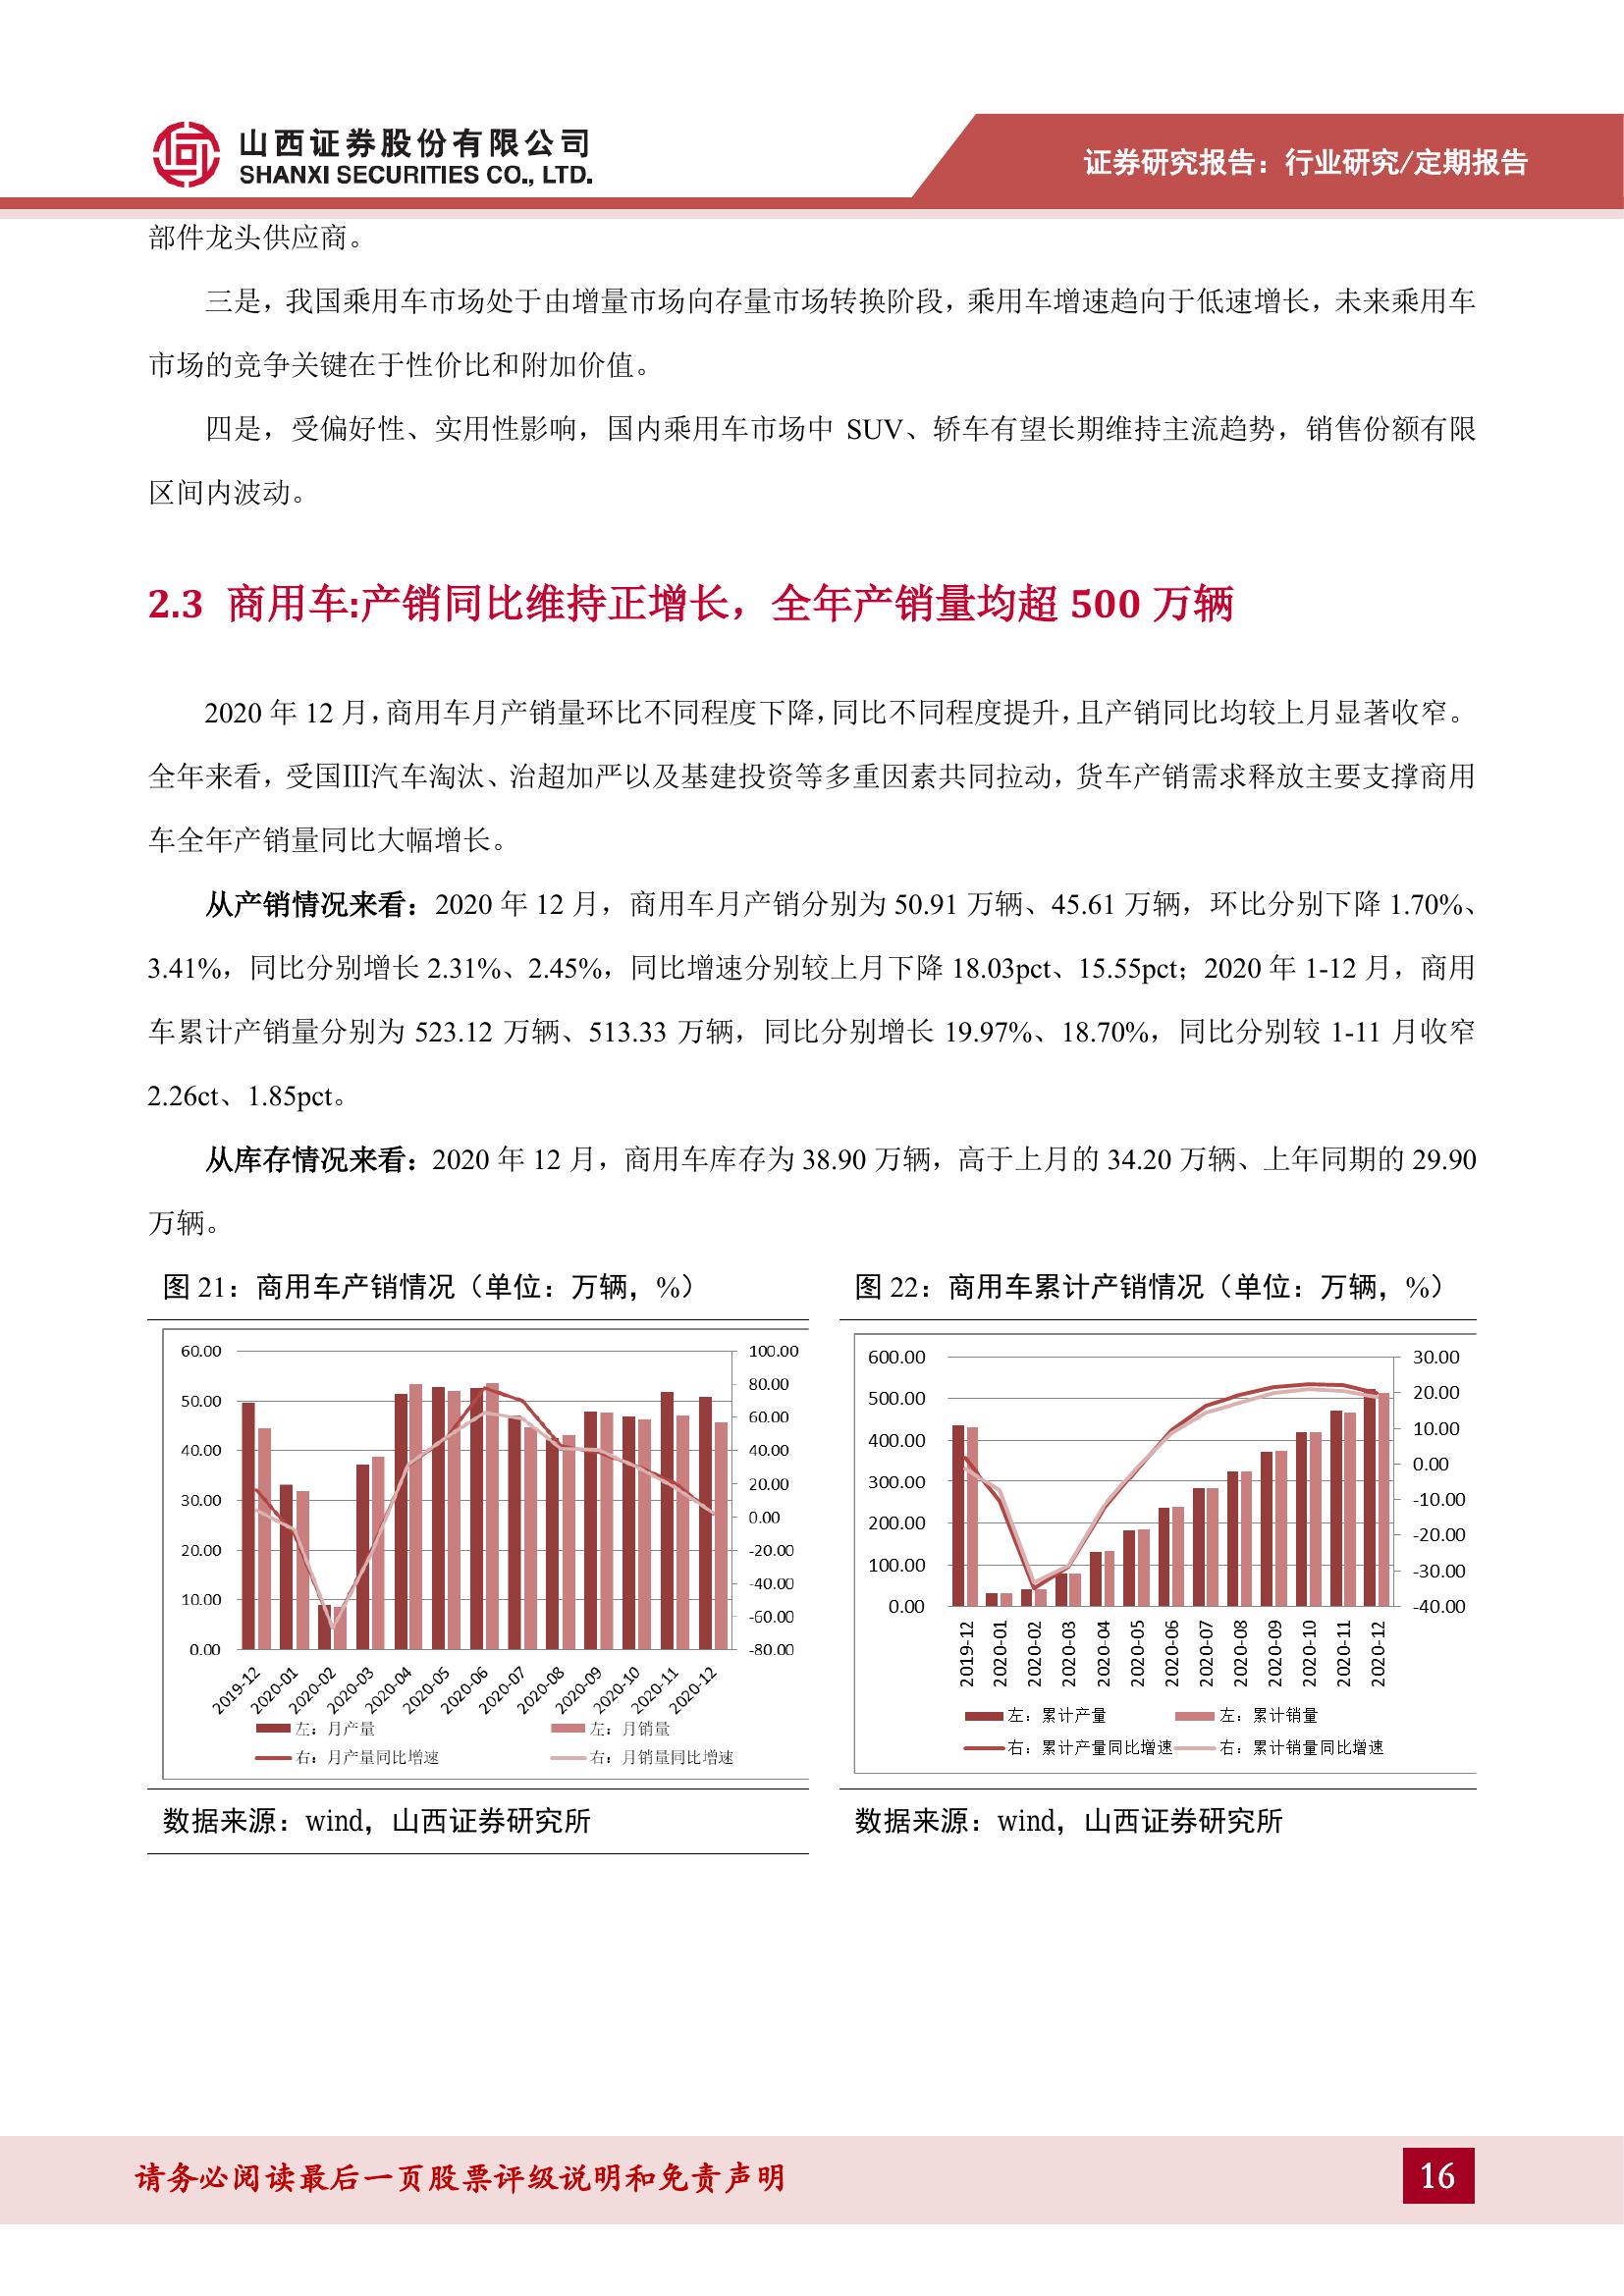 山西证券股份有限公司
SHANXI SECURITIES CO., LTD.
证券研究报告：行业研究/定期报告
部件龙头供应商。
三是，我国乘用车市场处于由增量市场向存量市场转换阶段，乘用车增速趋向于低速增长，未来乘用车
市场的竞争关键在于性价比和附加价值。
四是，受偏好性、实用性影响，国内乘用车市场中 SUV、轿车有望长期维持主流趋势，销售份额有限
区间内波动。
2.3 商用车:产销同比维持正增长，全年产销量均超 500 万辆
2020 年 12 月，商用车月产销量环比不同程度下降，同比不同程度提升，且产销同比均较上月显著收窄。
全年来看，受国Ⅲ汽车淘汰、治超加严以及基建投资等多重因素共同拉动，货车产销需求释放主要支撑商用
车全年产销量同比大幅增长。
从产销情况来看：2020 年 12 月，商用车月产销分别为 50.91 万辆、45.61 万辆，环比分别下降 1.70%、
3.41%，同比分别增长 2.31%、2.45%，同比增速分别较上月下降 18.03pct、15.55pct；2020 年 1-12 月，商用
车累计产销量分别为 523.12 万辆、513.33 万辆，同比分别增长 19.97%、18.70%，同比分别较 1-11 月收窄
2.26ct、1.85pct。
从库存情况来看：2020 年 12 月，商用车库存为 38.90 万辆，高于上月的 34.20 万辆、上年同期的 29.90
万辆。
图 21：商用车产销情况（单位：万辆，%）
60.00
50.00
40.00
30.00
20.00
10.00
0.00
100.00
80.00
60.00
40.00
20.00
0.00
-20.00
-40.00
-60.00
-80.00
2019-12
2020-01
2020-02
2020-03
2020-04
2020-05
2020-06
2020-07
2020-08
2020-09
2020-10
2020-11
2020-12
左：月产量
左：月销量
右：月产量同比增速
右：月销量同比增速
数据来源：wind，山西证券研究所
图 22：商用车累计产销情况（单位：万辆，%）
600.00
500.00
400.00
300.00
200.00
100.00
0.00
30.00
20.00
10.00
0.00
-10.00
-20.00
-30.00
-40.00
2019-12
2020-01
2020-02
2020-03
2020-04
2020-05
2020-06
2020-07
2020-08
2020-09
2020-10
2020-11
2020-12
左：累计产量
左：累计销量
右：累计产量同比增速
右：累计销量同比增速
数据来源：wind，山西证券研究所
请务必阅读最后一页股票评级说明和免责声明
16